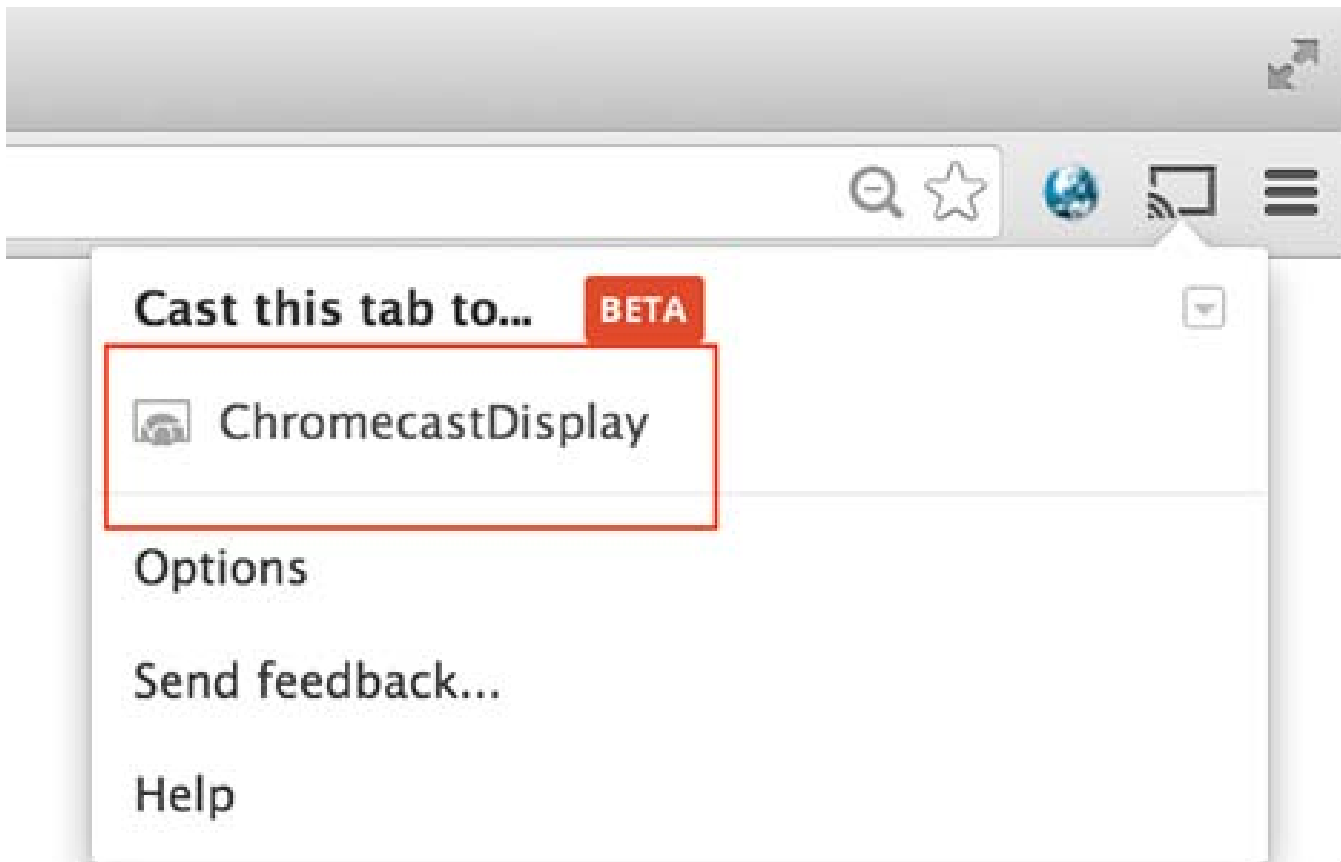 Cast this tab to... BETA
ChromecastDisplay
Options
Send feedback...
Help